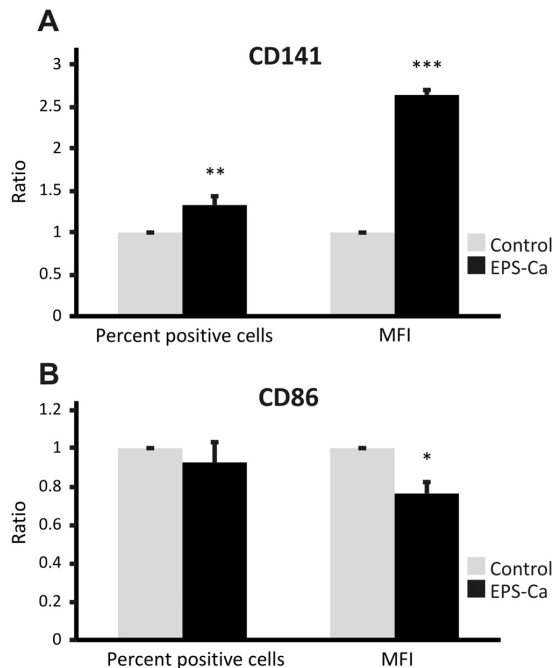 A
CD141
3
2.5
2
1.5
1
0.5
0
Ratio
**
***
Control
EPS-Ca
Percent positive cells
MFI
B
CD86
1.2
1
0.8
0.6
0.4
0.2
0
Ratio
*
Control
EPS-Ca
Percent positive cells
MFI